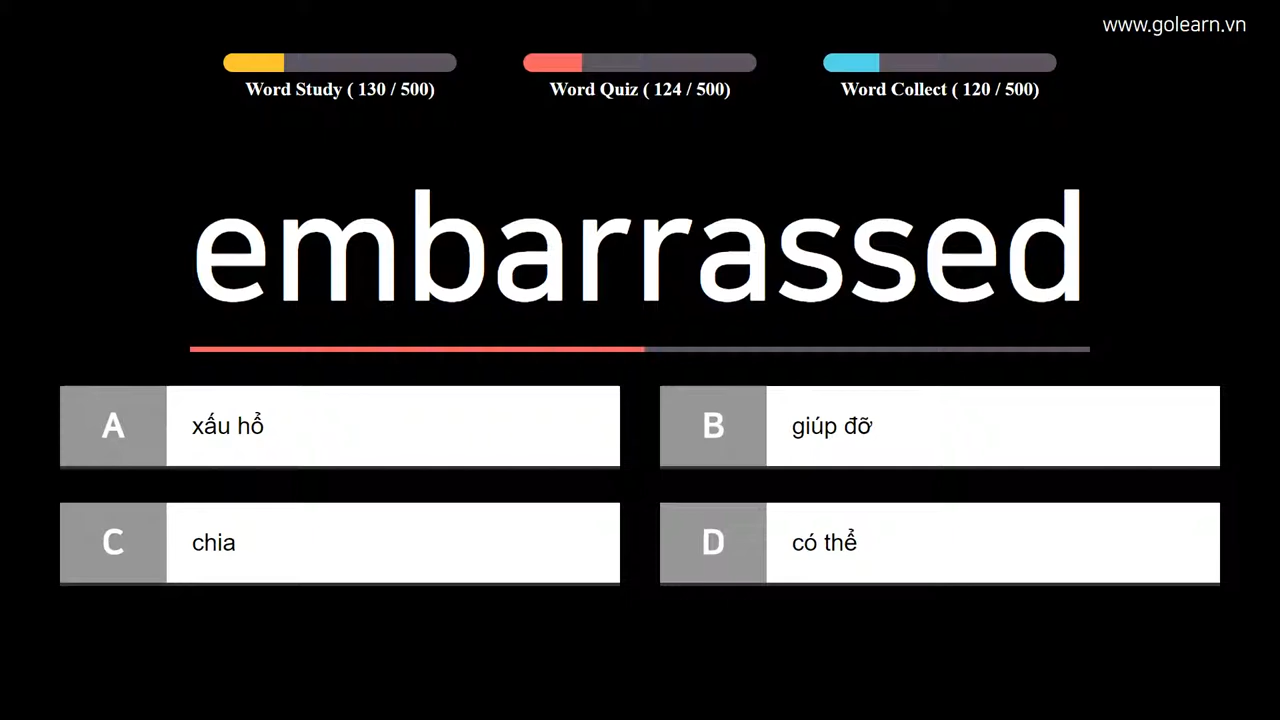 www.golearn.vn
Word Study ( 130 / 500)
Word Quiz ( 124 / 500)
Word Collect ( 120 / 500)
embarrassed
A xấu hổ
B giúp đỡ
C chia
D có thể